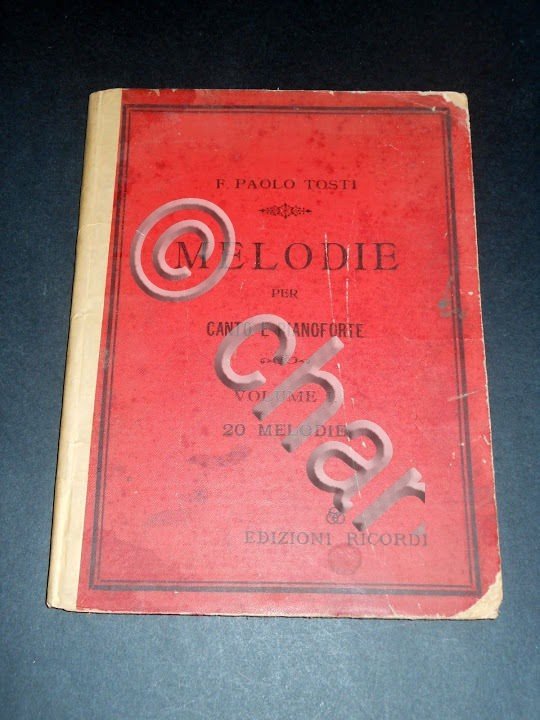 F. PAOLO TOSTI
MELODIE
PER
CANTO E PIANOFORTE
VOLUME
20 MELODIE
EDIZIONI RICORDI
@char